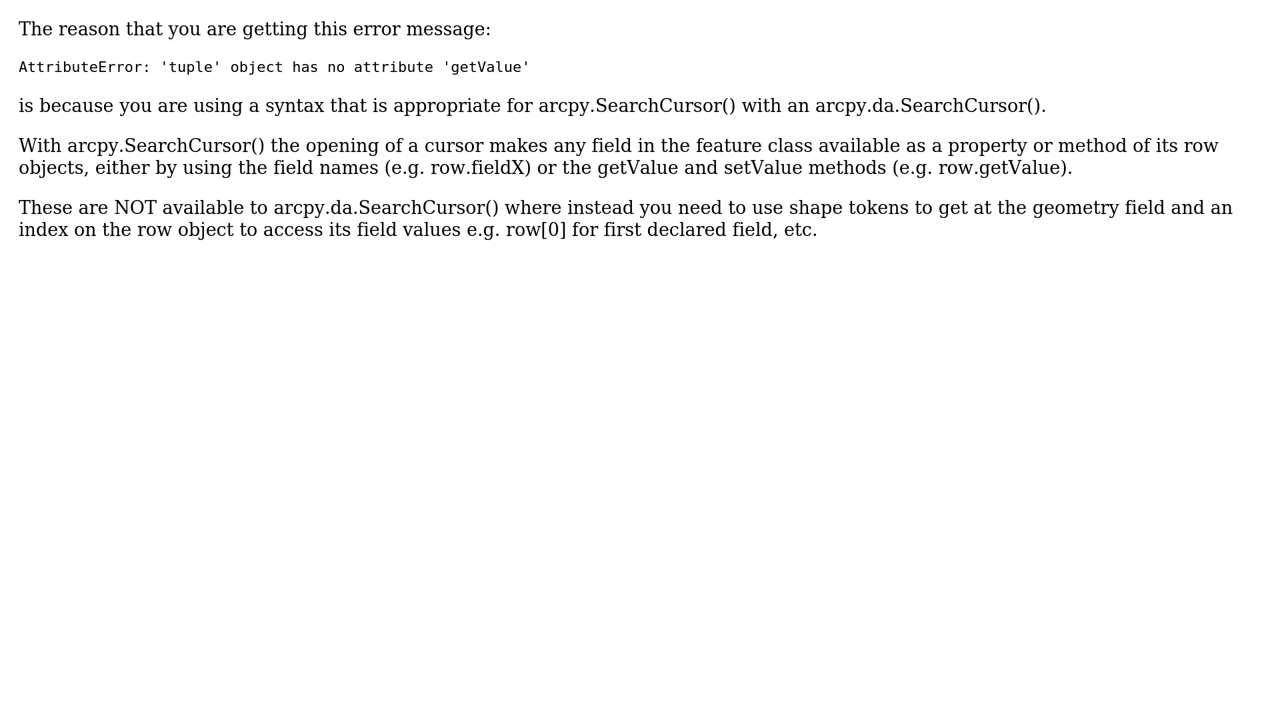 The reason that you are getting this error message:
AttributeError: 'tuple' object has no attribute 'getValue'
is because you are using a syntax that is appropriate for arcpy.SearchCursor() with an arcpy.da.SearchCursor().
With arcpy.SearchCursor() the opening of a cursor makes any field in the feature class available as a property or method of its row
objects, either by using the field names (e.g. row.fieldX) or the getValue and setValue methods (e.g. row.getValue).
These are NOT available to arcpy.da.SearchCursor() where instead you need to use shape tokens to get at the geometry field and an
index on the row object to access its field values e.g. row[0] for first declared field, etc.